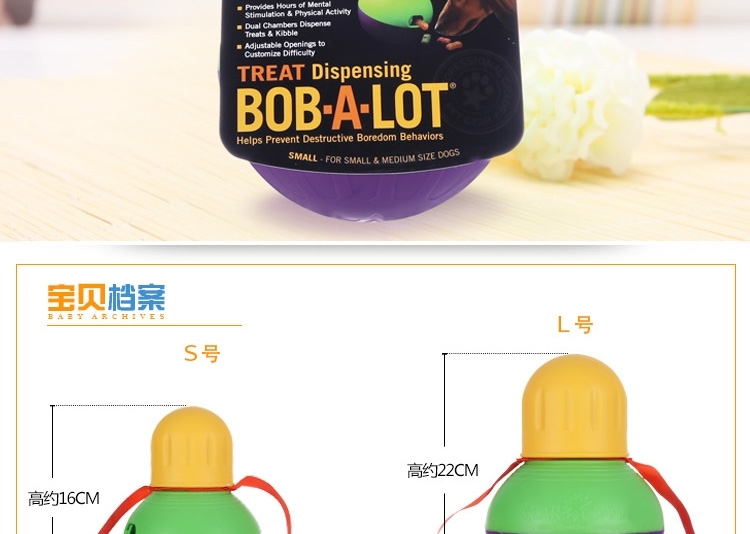 Provides Hours of Mental
Stimulation & Physical Activity
Dual Chambers Dispense
Treats & Kibble
Adjustable Openings to
Customize Difficulty
TREAT Dispensing
BOB·A·LOT®
Helps Prevent Destructive Boredom Behaviors
SMALL - FOR SMALL & MEDIUM SIZE DOGS
宝贝档案
BABY ARCHIVES
S号
L号
高约16CM
高约22CM